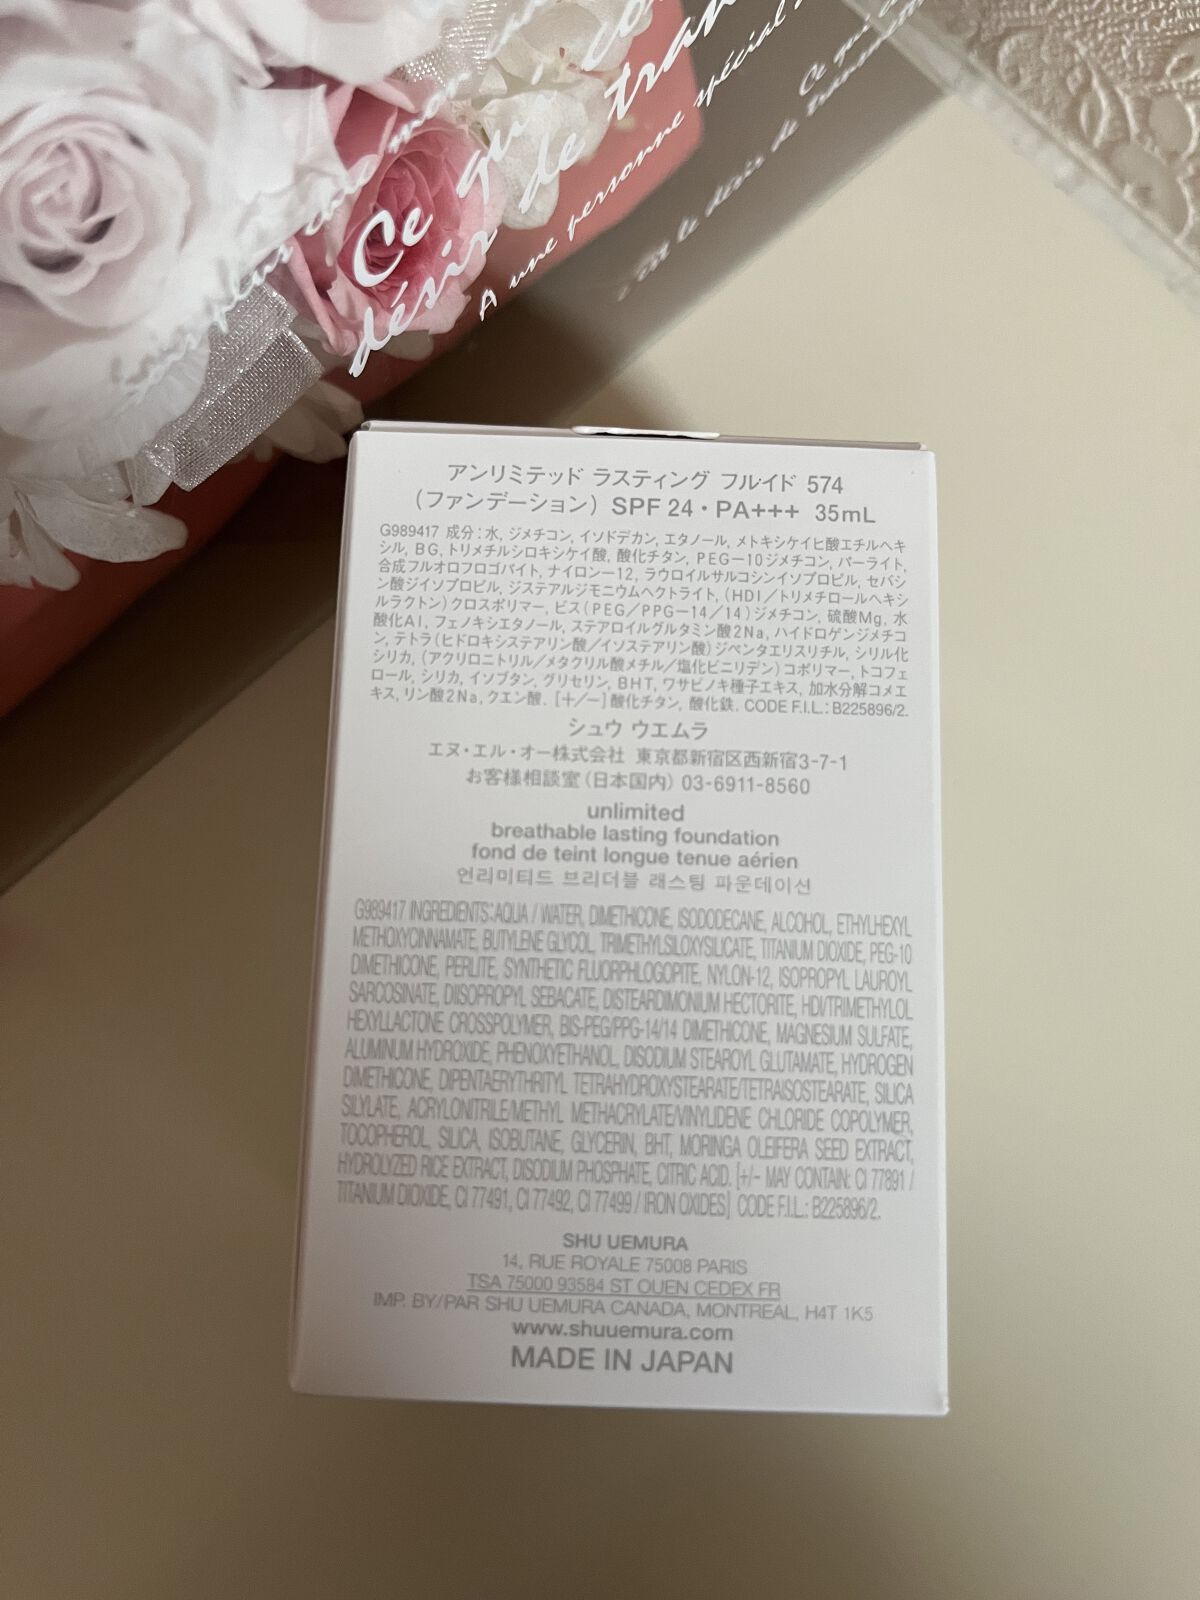 Ce qui
désir de tran
A une personne spécial
Ce qui
c'est le désir de
アンリミテッド ラスティング フルイド 574
(ファンデーション) SPF 24・PA+++ 35mL
G989417 成分:水, ジメチコン, イソドデカン, エタノール, メトキシケイヒ酸エチルヘキ
シル, BG, トリメチルシロキシケイ酸, 酸化チタン, PEGー10ジメチコン, パーライト,
合成フルオロフロゴパイト, ナイロンー12, ラウロイルサルコシンイソプロピル, セバシ
ン酸ジイソプロピル, ジステアルジモニウムヘクトライト, (HDI/トリメチロールヘキシ
ルラクトン)クロスポリマー, ビス(PEG/PPGー14/14)ジメチコン, 硫酸Mg, 水
酸化Al, フェノキシエタノール, ステアロイルグルタミン酸2Na, ハイドロゲンジメチコ
ン, テトラ(ヒドロキシステアリン酸/イソステアリン酸)ジペンタエリスリチル, シリル化
シリカ, (アクリロニトリル/メタクリル酸メチル/塩化ビニリデン)コポリマー, トコフェ
ロール, シリカ, イソブタン, グリセリン, BHT, ワサビノキ種子エキス, 加水分解コメエ
キス, リン酸2Na, クエン酸. [+/ー]酸化チタン, 酸化鉄. CODE F.I.L.: B225896/2.
シュウ ウエムラ
エヌ・エル・オー株式会社 東京都新宿区西新宿3-7-1
お客様相談室(日本国内) 03-6911-8560
unlimited
breathable lasting foundation
fond de teint longue tenue aérien
언리미티드 브리더블 래스팅 파운데이션
G989417 INGREDIENTS:AQUA / WATER, DIMETHICONE, ISODODECANE, ALCOHOL, ETHYLHEXYL
METHOXYCINNAMATE, BUTYLENE GLYCOL, TRIMETHYLSILOXYSILICATE, TITANIUM DIOXIDE, PEG-10
DIMETHICONE, PERLITE, SYNTHETIC FLUORPHLOGOPITE, NYLON-12, ISOPROPYL LAUROYL
SARCOSINATE, DIISOPROPYL SEBACATE, DISTEARDIMONIUM HECTORITE, HDI/TRIMETHYLOL
HEXYLLACTONE CROSSPOLYMER, BIS-PEG/PPG-14/14 DIMETHICONE, MAGNESIUM SULFATE,
ALUMINUM HYDROXIDE, PHENOXYETHANOL, DISODIUM STEAROYL GLUTAMATE, HYDROGEN
DIMETHICONE, DIPENTAERYTHRITYL TETRAHYDROXYSTEARATE/TETRAISOSTEARATE, SILICA
SILYLATE, ACRYLONITRILE/METHYL METHACRYLATE/VINYLIDENE CHLORIDE COPOLYMER,
TOCOPHEROL, SILICA, ISOBUTANE, GLYCERIN, BHT, MORINGA OLEIFERA SEED EXTRACT,
HYDROLYZED RICE EXTRACT, DISODIUM PHOSPHATE, CITRIC ACID. [+/- MAY CONTAIN: CI 77891 /
TITANIUM DIOXIDE, CI 77491, CI 77492, CI 77499 / IRON OXIDES] CODE F.I.L.: B225896/2.
SHU UEMURA
14, RUE ROYALE 75008 PARIS
TSA 75000 93584 ST OUEN CEDEX FR
IMP. BY/PAR SHU UEMURA CANADA, MONTREAL, H4T 1K5
www.shuuemura.com
MADE IN JAPAN